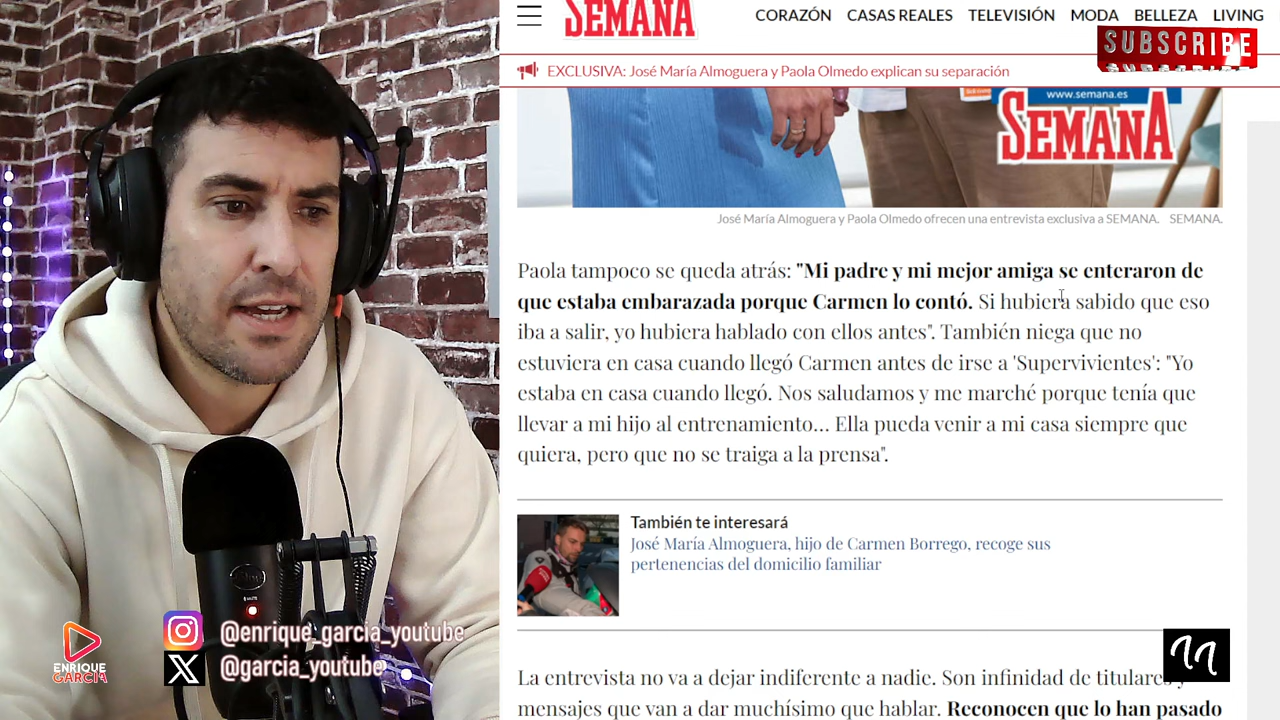 SEMANA
CORAZÓN CASAS REALES TELEVISIÓN MODA BELLEZA LIVING
SUBSCRIBE
EXCLUSIVA: José María Almoguera y Paola Olmedo explican su separación
www.semana.es
SEMANA
José María Almoguera y Paola Olmedo ofrecen una entrevista exclusiva a SEMANA. SEMANA.
Paola tampoco se queda atrás: "Mi padre y mi mejor amiga se enteraron de
que estaba embarazada porque Carmen lo contó. Si hubiera sabido que eso
iba a salir, yo hubiera hablado con ellos antes". También niega que no
estuviera en casa cuando llegó Carmen antes de irse a 'Supervivientes': "Yo
estaba en casa cuando llegó. Nos saludamos y me marché porque tenía que
llevar a mi hijo al entrenamiento... Ella pueda venir a mi casa siempre que
quiera, pero que no se traiga a la prensa".
También te interesará
José María Almoguera, hijo de Carmen Borrego, recoge sus
pertenencias del domicilio familiar
La entrevista no va a dejar indiferente a nadie. Son infinidad de titulares y
mensajes que van a dar muchísimo que hablar. Reconocen que lo han pasado
ENRIQUE
GARCIA
@enrique_garcia_youtube
@garcia_youtube